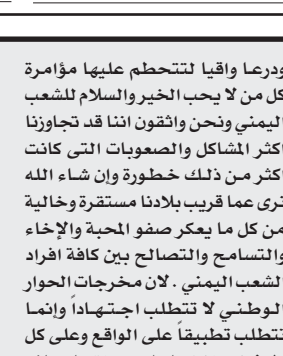 ودرعا واقيا لتتحطم عليها مؤامرة
كل من لا يحب الخير والسلام للشعب
اليمني ونحن واثقون اننا قد تجاوزنا
اكثر المشاكل والصعوبات التى كانت
اكثر من ذلك خطورة وإن شاء الله
نرى عما قريب بلادنا مستقرة وخالية
من كل ما يعكر صفو المحبة والإخاء
والتسامح والتصالح بين كافة افراد
الشعب اليمني . لان مخرجات الحوار
الوطني لا تتطلب اجتهاداً وإنما
تتطلب تطبيقاً على الواقع وعلى كل